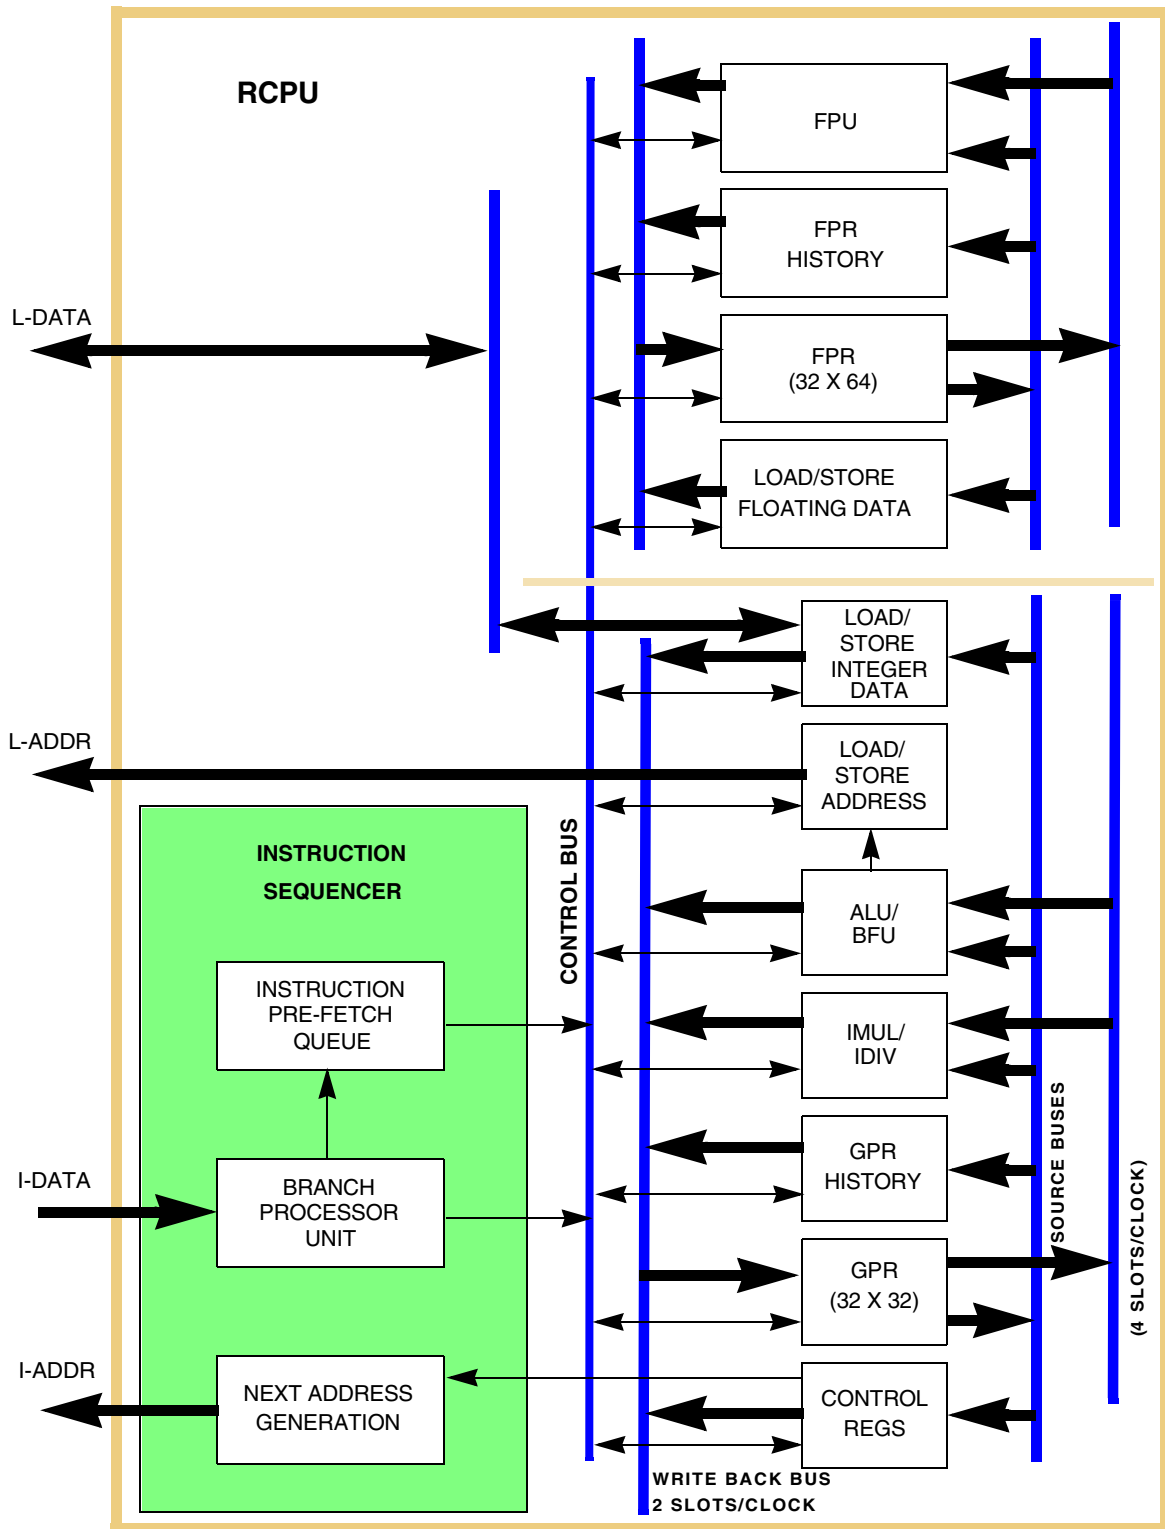 RCPU
FPU
FPR
HISTORY
L-DATA
FPR
(32 X 64)
LOAD/STORE
FLOATING DATA
LOAD/
STORE
INTEGER
DATA
L-ADDR
LOAD/
STORE
ADDRESS
INSTRUCTION
SEQUENCER
CONTROL BUS
ALU/
BFU
INSTRUCTION
PRE-FETCH
QUEUE
IMUL/
IDIV
SOURCE BUSES
(4 SLOTS/CLOCK)
I-DATA
BRANCH
PROCESSOR
UNIT
GPR
HISTORY
GPR
(32 X 32)
I-ADDR
NEXT ADDRESS
GENERATION
CONTROL
REGS
WRITE BACK BUS
2 SLOTS/CLOCK